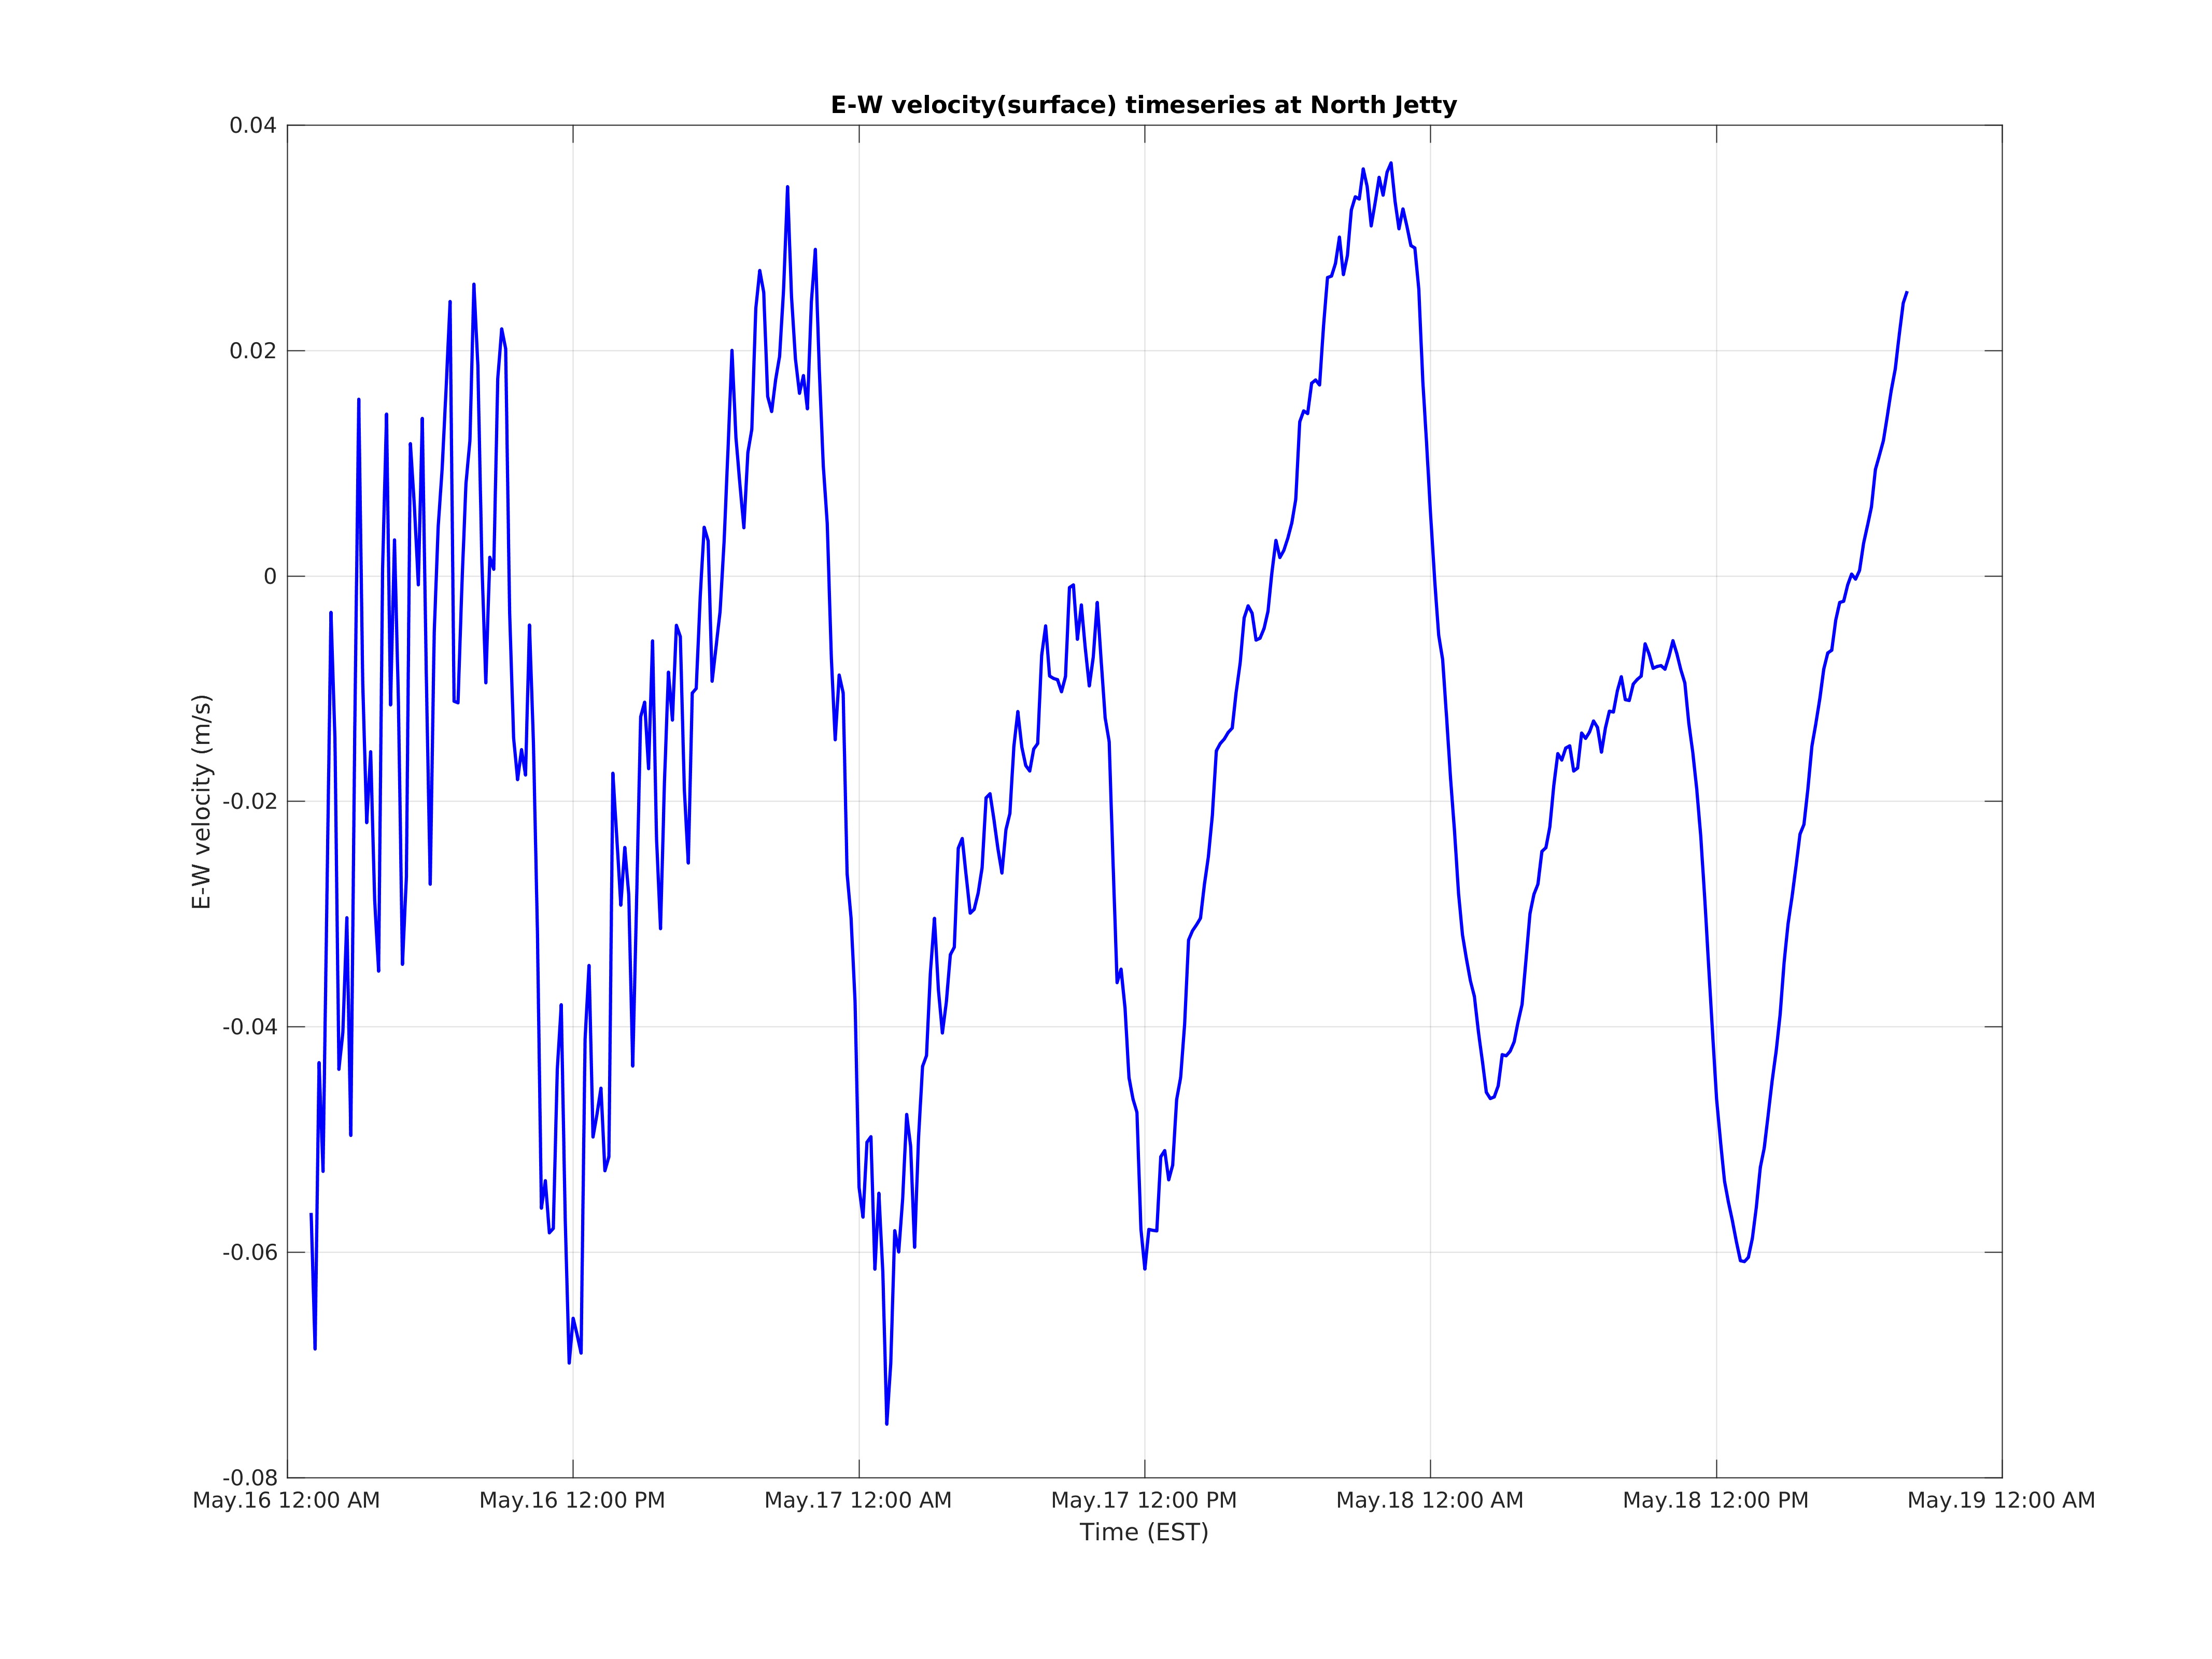 E-W velocity(surface) timeseries at North Jetty
0.04
0.02
0
-0.02
-0.04
-0.06
-0.08
E-W velocity (m/s)
May.16 12:00 AM May.16 12:00 PM May.17 12:00 AM May.17 12:00 PM May.18 12:00 AM May.18 12:00 PM May.19 12:00 AM
Time (EST)